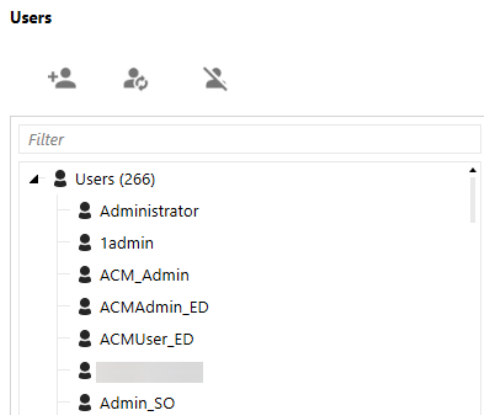 Users
Filter
Users (266)
Administrator
1admin
ACM_Admin
ACMAdmin_ED
ACMUser_ED
Admin_SO